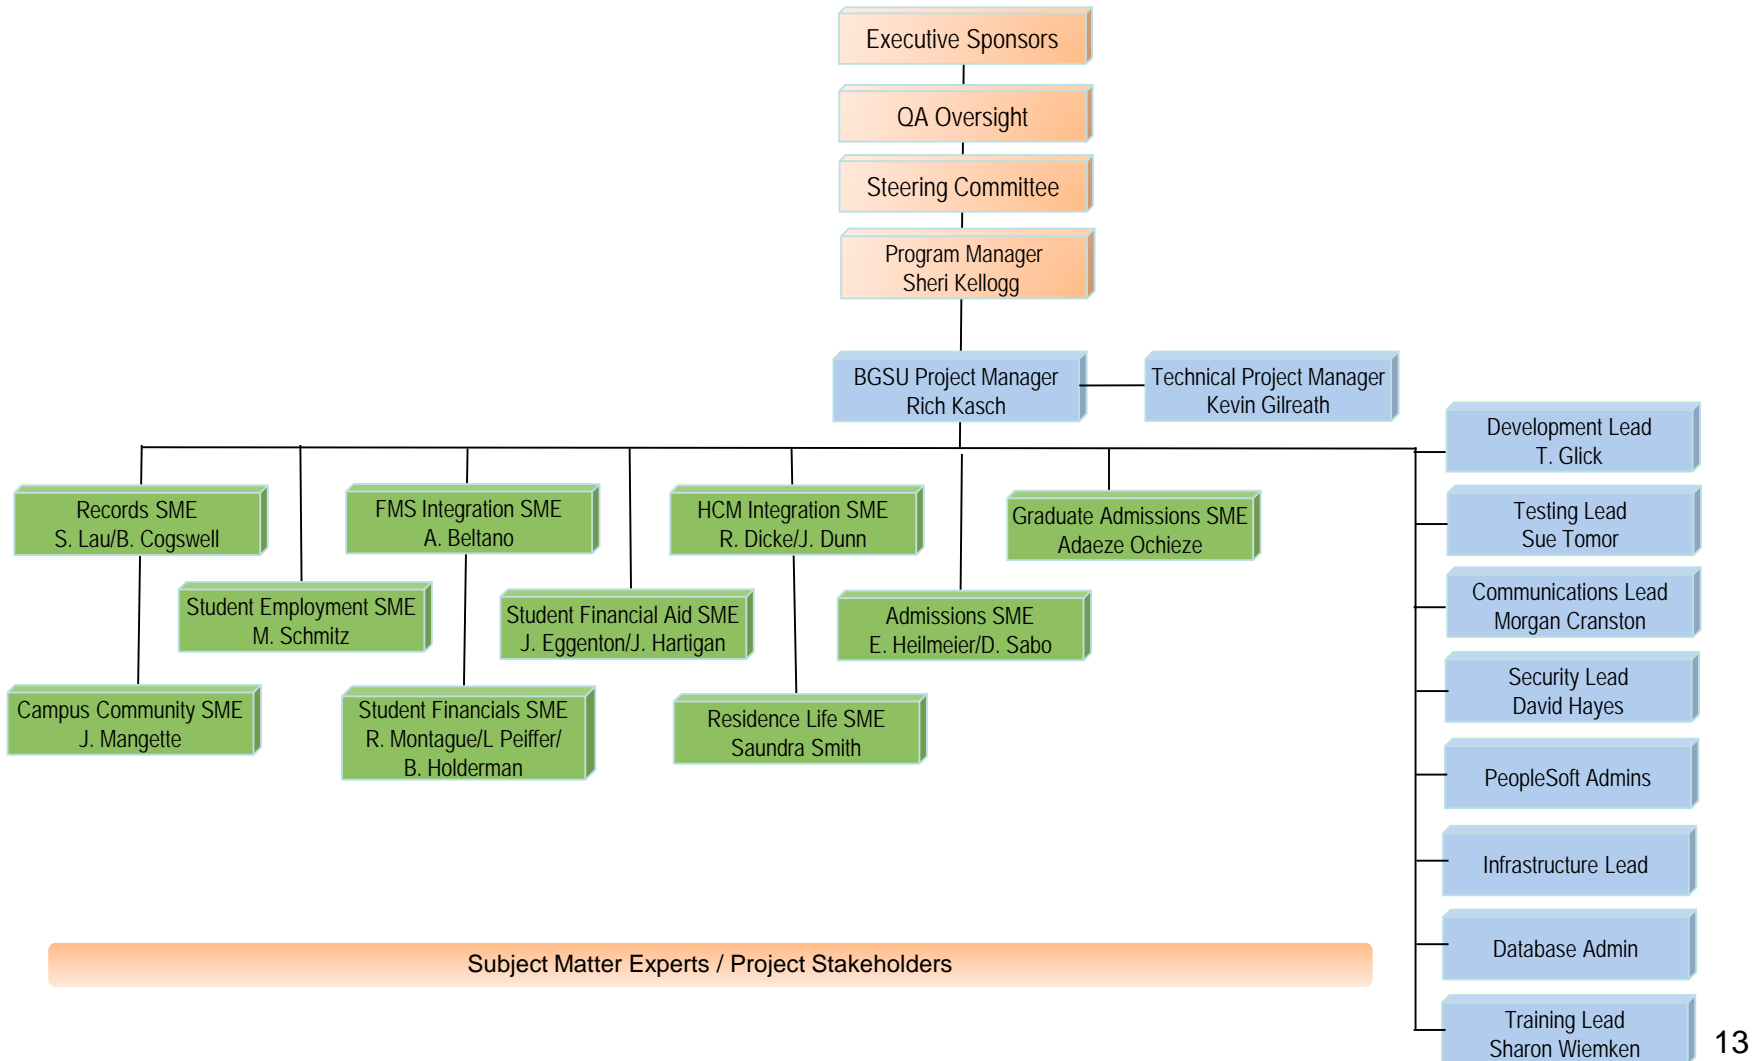 Executive Sponsors
QA Oversight
Steering Committee
Program Manager
Sheri Kellogg
BGSU Project Manager
Rich Kasch
Technical Project Manager
Kevin Gilreath
Records SME
S. Lau/B. Cogswell
FMS Integration SME
A. Beltano
HCM Integration SME
R. Dicke/J. Dunn
Graduate Admissions SME
Adaeze Ochieze
Student Employment SME
M. Schmitz
Student Financial Aid SME
J. Eggenton/J. Hartigan
Admissions SME
E. Heilmeier/D. Sabo
Campus Community SME
J. Mangette
Student Financials SME
R. Montague/L Peiffer/
B. Holderman
Residence Life SME
Saundra Smith
Development Lead
T. Glick
Testing Lead
Sue Tomor
Communications Lead
Morgan Cranston
Security Lead
David Hayes
PeopleSoft Admins
Infrastructure Lead
Database Admin
Training Lead
Sharon Wiemken
Subject Matter Experts / Project Stakeholders
13